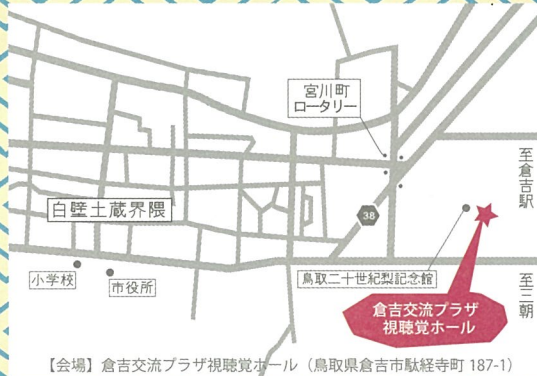 宮川町
ロータリー
至倉吉駅
白壁土蔵界隈
38
小学校
市役所
鳥取二十世紀梨記念館
至三朝
倉吉交流プラザ
視聴覚ホール
【会場】倉吉交流プラザ視聴覚ホール（鳥取県倉吉市駄経寺町 187-1）